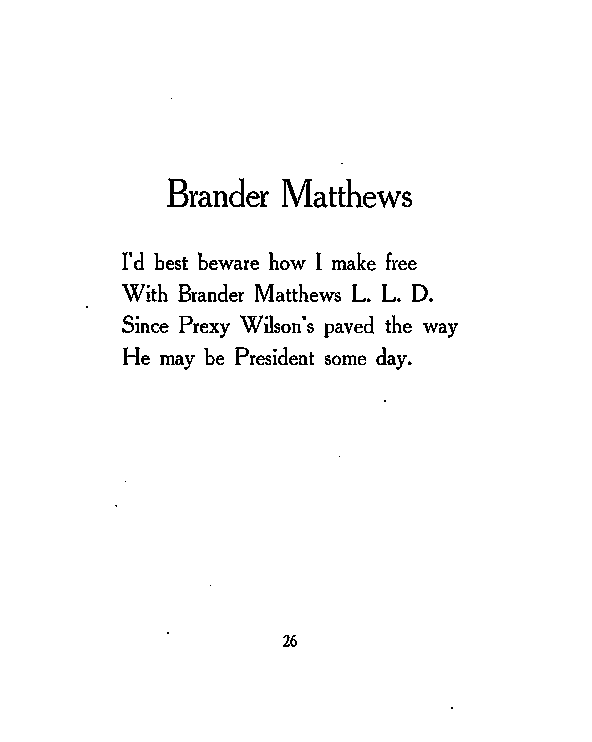 Brander Matthews
I'd best beware how I make free
With Brander Matthews L. L. D.
Since Prexy Wilson's paved the way
He may be President some day.
26